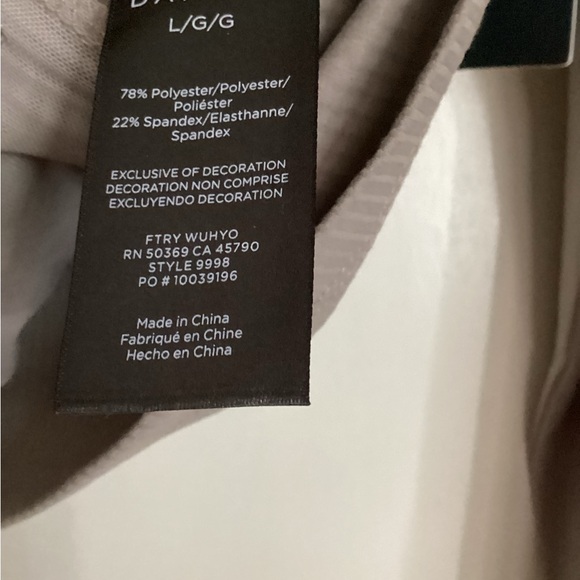 L/G/G
78% Polyester/Polyester/
Poliéster
22% Spandex/Elasthanne/
Spandex
EXCLUSIVE OF DECORATION
DECORATION NON COMPRISE
EXCLUYENDO DECORATION
FTRY WUHYO
RN 50369 CA 45790
STYLE 9998
PO # 10039196
Made in China
Fabriqué en Chine
Hecho en China